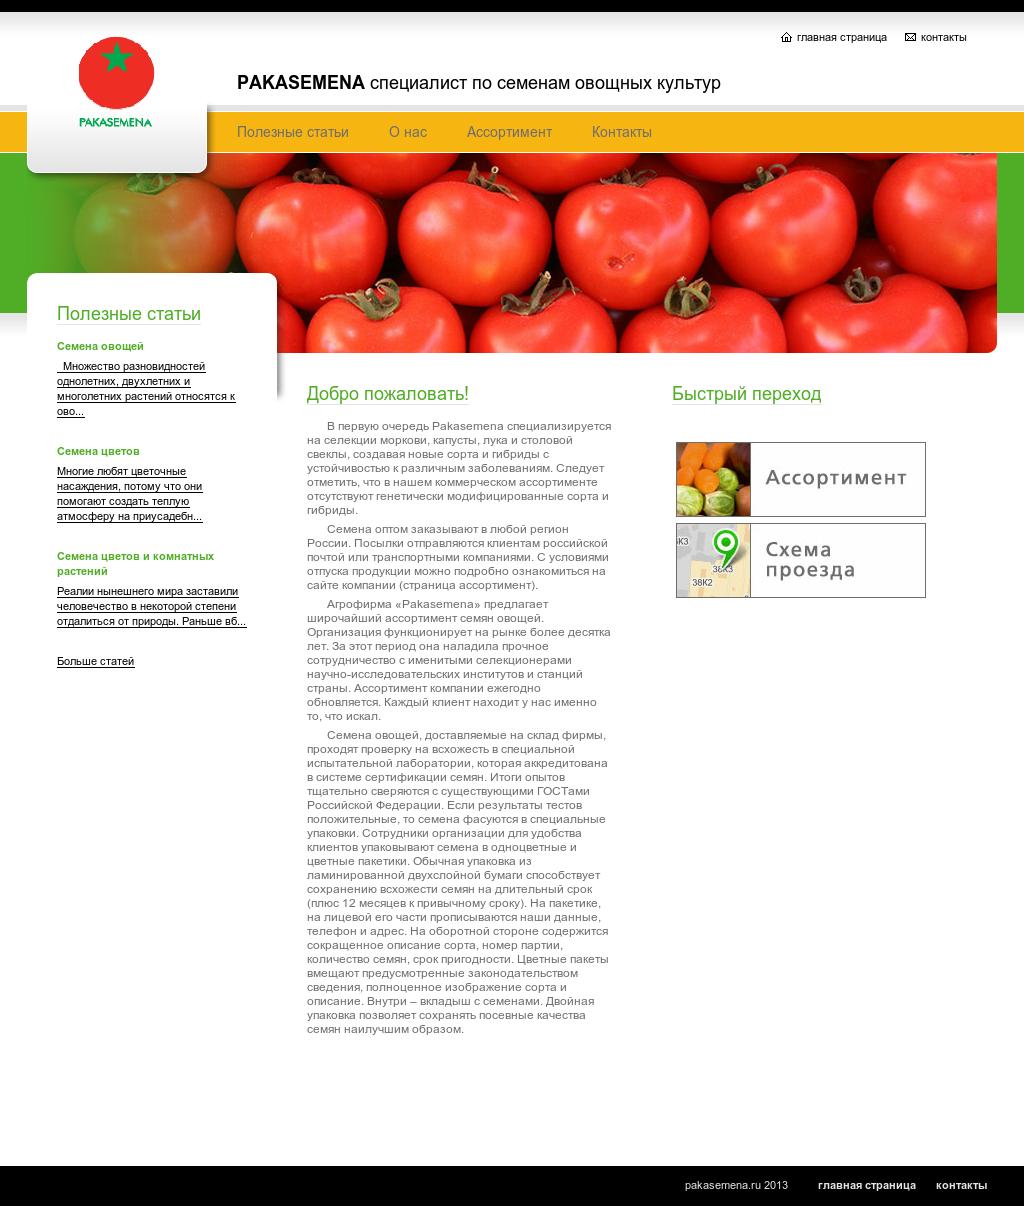 главная страница контакты
PAKASEMENA
PAKASEMENA специалист по семенам овощных культур
Полезные статьи О нас Ассортимент Контакты
Полезные статьи
Семена овощей
Множество разновидностей
однолетних, двухлетних и
многолетних растений относятся к
ово...
Семена цветов
Многие любят цветочные
насаждения, потому что они
помогают создать теплую
атмосферу на приусадебн...
Семена цветов и комнатных
растений
Реалии нынешнего мира заставили
человечество в некоторой степени
отдалиться от природы. Раньше вб...
Больше статей
Добро пожаловать!
В первую очередь Pakasemena специализируется
на селекции моркови, капусты, лука и столовой
свеклы, создавая новые сорта и гибриды с
устойчивостью к различным заболеваниям. Следует
отметить, что в нашем коммерческом ассортименте
отсутствуют генетически модифицированные сорта и
гибриды.
Семена оптом заказывают в любой регион
России. Посылки отправляются клиентам российской
почтой или транспортными компаниями. С условиями
отпуска продукции можно подробно ознакомиться на
сайте компании (страница ассортимент).
Агрофирма «Pakasemena» предлагает
широчайший ассортимент семян овощей.
Организация функционирует на рынке более десятка
лет. За этот период она наладила прочное
сотрудничество с именитыми селекционерами
научно-исследовательских институтов и станций
страны. Ассортимент компании ежегодно
обновляется. Каждый клиент находит у нас именно
то, что искал.
Семена овощей, доставляемые на склад фирмы,
проходят проверку на всхожесть в специальной
испытательной лаборатории, которая аккредитована
в системе сертификации семян. Итоги опытов
тщательно сверяются с существующими ГОСТами
Российской Федерации. Если результаты тестов
положительные, то семена фасуются в специальные
упаковки. Сотрудники организации для удобства
клиентов упаковывают семена в одноцветные и
цветные пакетики. Обычная упаковка из
ламинированной двухслойной бумаги способствует
сохранению всхожести семян на длительный срок
(плюс 12 месяцев к привычному сроку). На пакетике,
на лицевой его части прописываются наши данные,
телефон и адрес. На оборотной стороне содержится
сокращенное описание сорта, номер партии,
количество семян, срок пригодности. Цветные пакеты
вмещают предусмотренные законодательством
сведения, полноценное изображение сорта и
описание. Внутри – вкладыш с семенами. Двойная
упаковка позволяет сохранять посевные качества
семян наилучшим образом.
Быстрый переход
Ассортимент
38К3
38К2
Схема
проезда
pakasemena.ru 2013 главная страница контакты